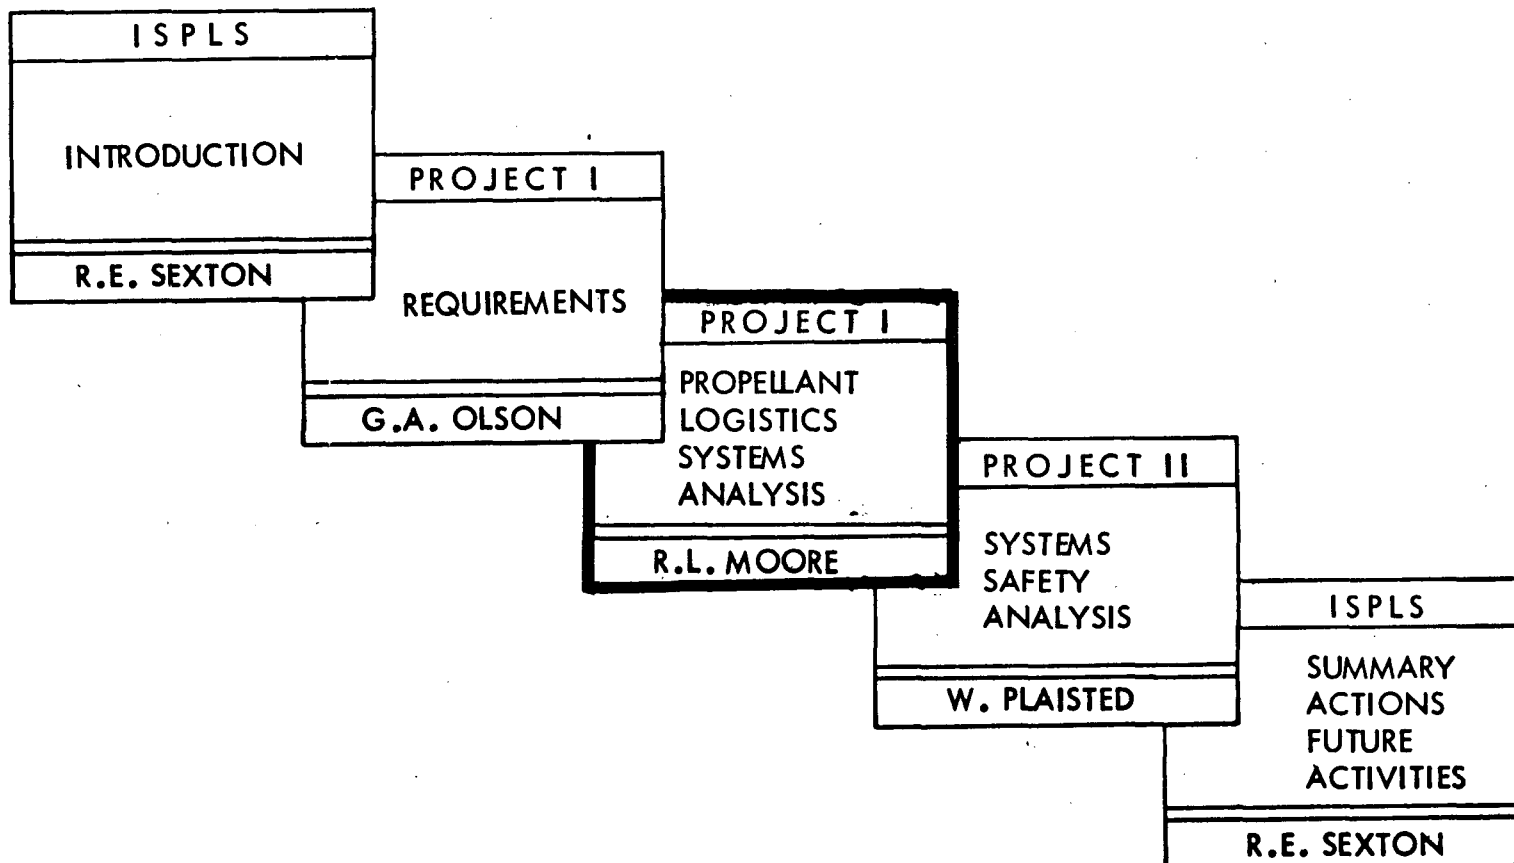 ISPLS
INTRODUCTION
R.E. SEXTON
PROJECT I
REQUIREMENTS
G.A. OLSON
PROJECT I
PROPELLANT
LOGISTICS
SYSTEMS
ANALYSIS
R.L. MOORE
PROJECT II
SYSTEMS
SAFETY
ANALYSIS
W. PLAISTED
ISPLS
SUMMARY
ACTIONS
FUTURE
ACTIVITIES
R.E. SEXTON